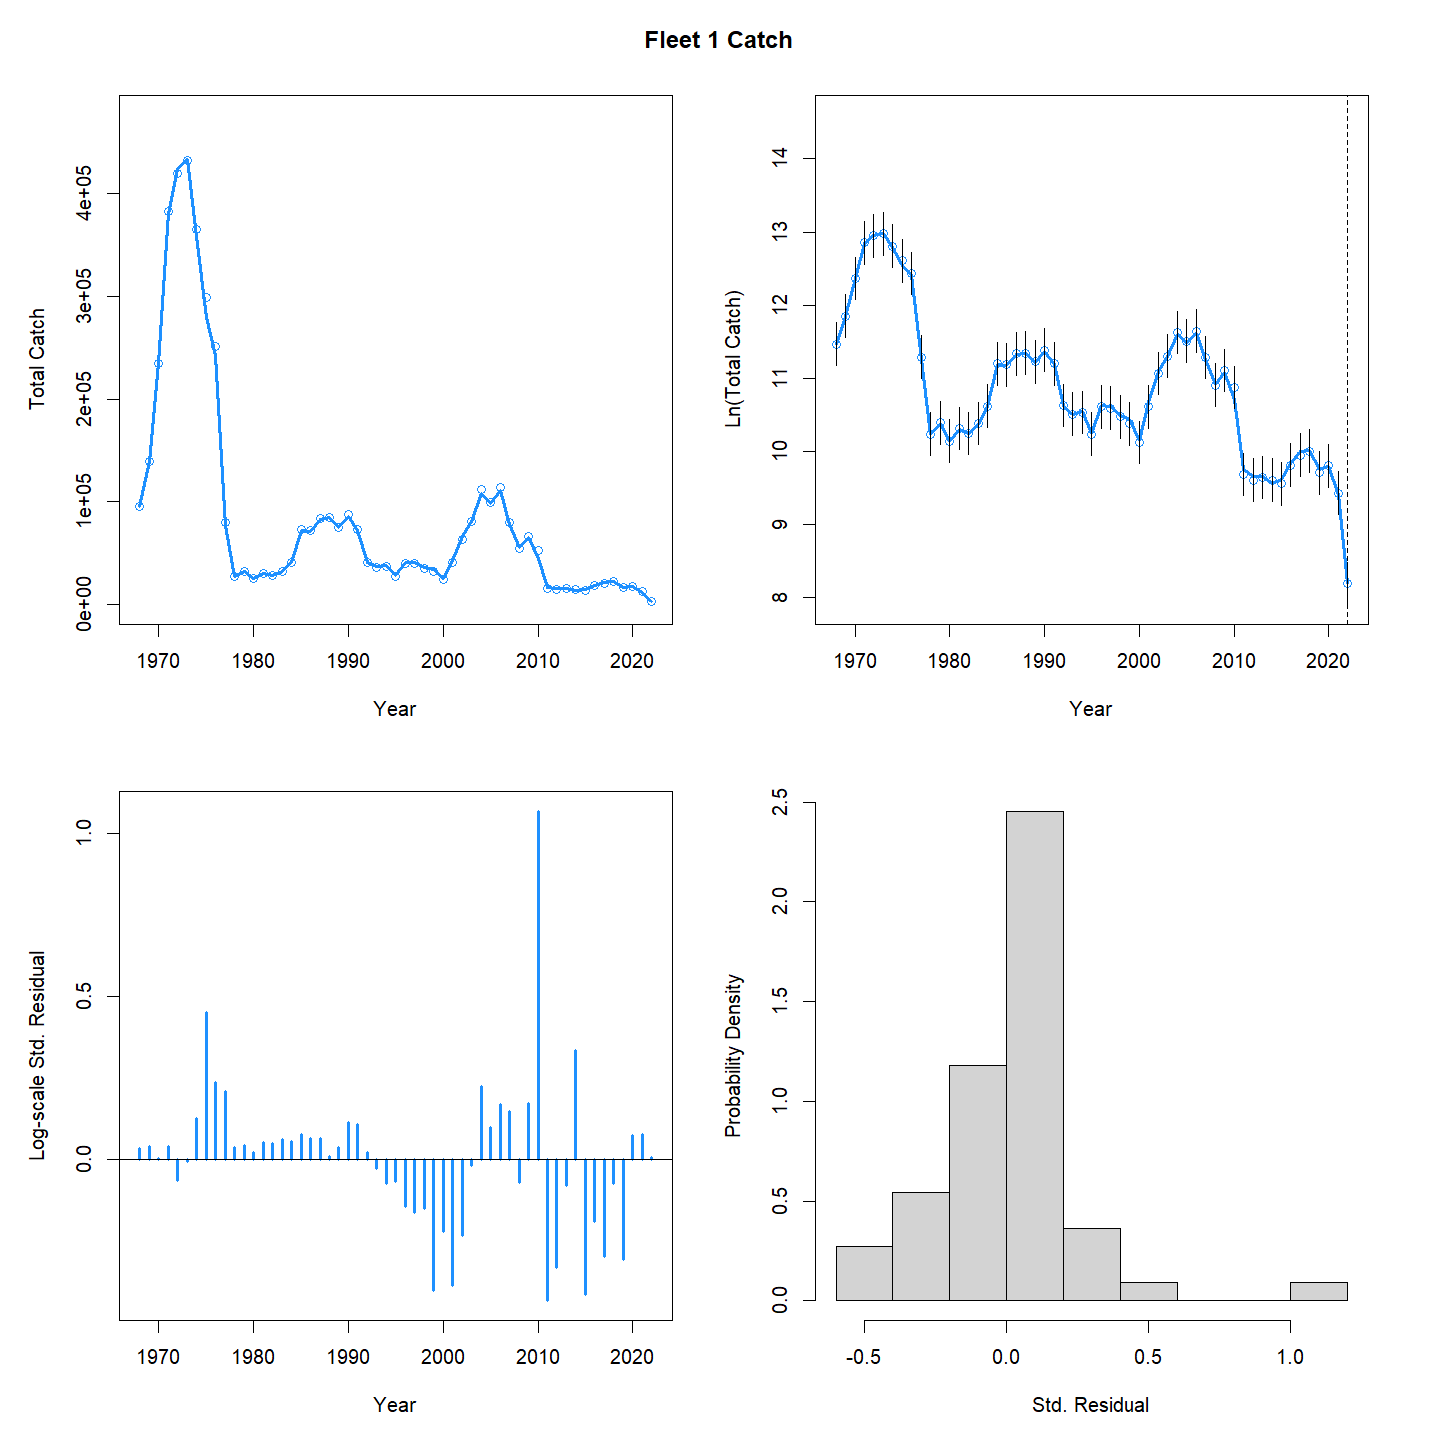 Fleet 1 Catch
Total Catch
0e+00 1e+05 2e+05 3e+05 4e+05
1970 1980 1990 2000 2010 2020
Year
Ln(Total Catch)
8 9 10 11 12 13 14
1970 1980 1990 2000 2010 2020
Year
Log-scale Std. Residual
0.0 0.5 1.0
1970 1980 1990 2000 2010 2020
Year
Probability Density
0.0 0.5 1.0 1.5 2.0 2.5
-0.5 0.0 0.5 1.0
Std. Residual